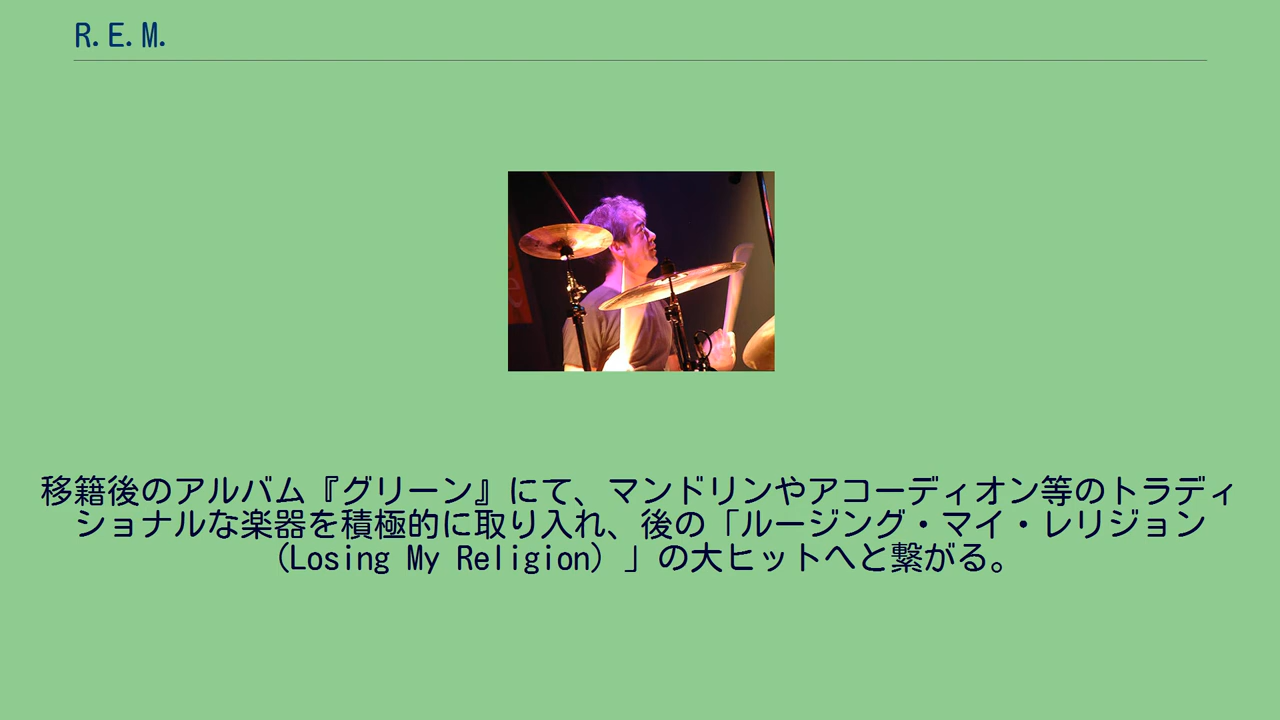 R.E.M.
移籍後のアルバム『グリーン』にて、マンドリンやアコーディオン等のトラディ
ショナルな楽器を積極的に取り入れ、後の「ルージング・マイ・レリジョン
（Losing My Religion）」の大ヒットへと繋がる。